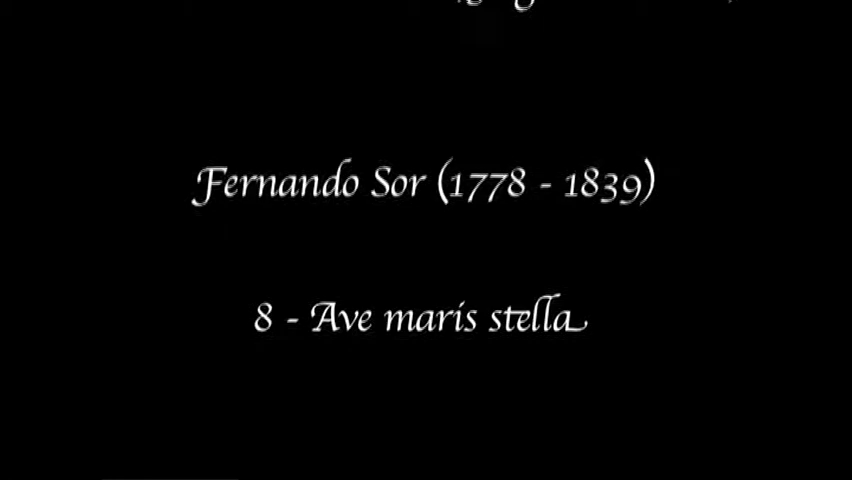 Fernando Sor (1778 - 1839)
8 - Ave maris stella